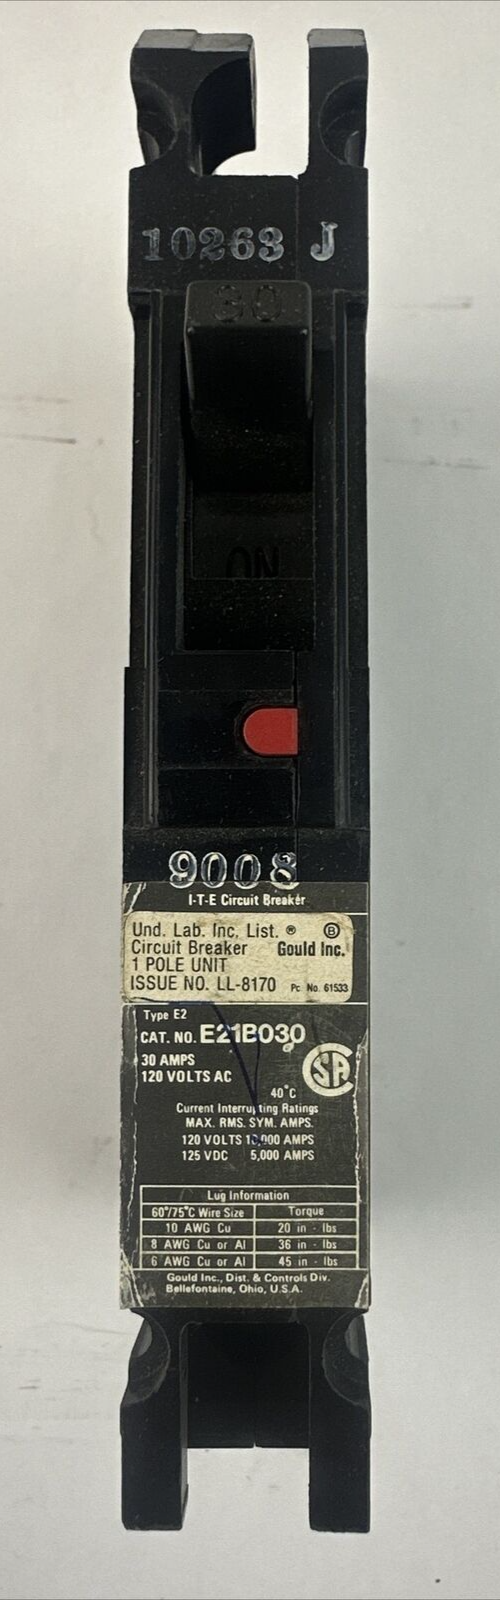 10263 J
30
ON
9008
I-T-E Circuit Breaker
Und. Lab. Inc. List. ® Ⓑ
Circuit Breaker Gould Inc.
1 POLE UNIT
ISSUE NO. LL-8170 Pc No. 61533
Type E2
CAT. NO. E21B030
30 AMPS
120 VOLTS AC
SA
40°C
Current Interrupting Ratings
MAX. RMS. SYM. AMPS.
120 VOLTS 10,000 AMPS
125 VDC 5,000 AMPS
Lug Information
60°/75°C Wire Size Torque
10 AWG Cu 20 in - lbs
8 AWG Cu or Al 36 in - lbs
6 AWG Cu or Al 45 in - lbs
Gould Inc., Dist. & Controls Div.
Bellefontaine, Ohio, U.S.A.